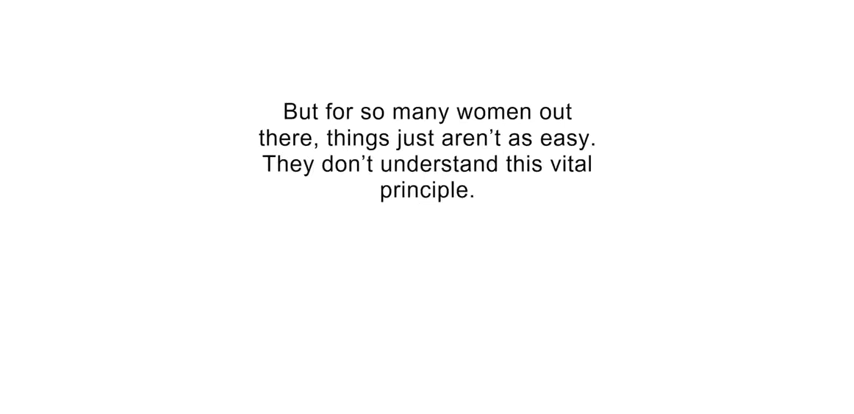 But for so many women out
there, things just aren’t as easy.
They don’t understand this vital
principle.